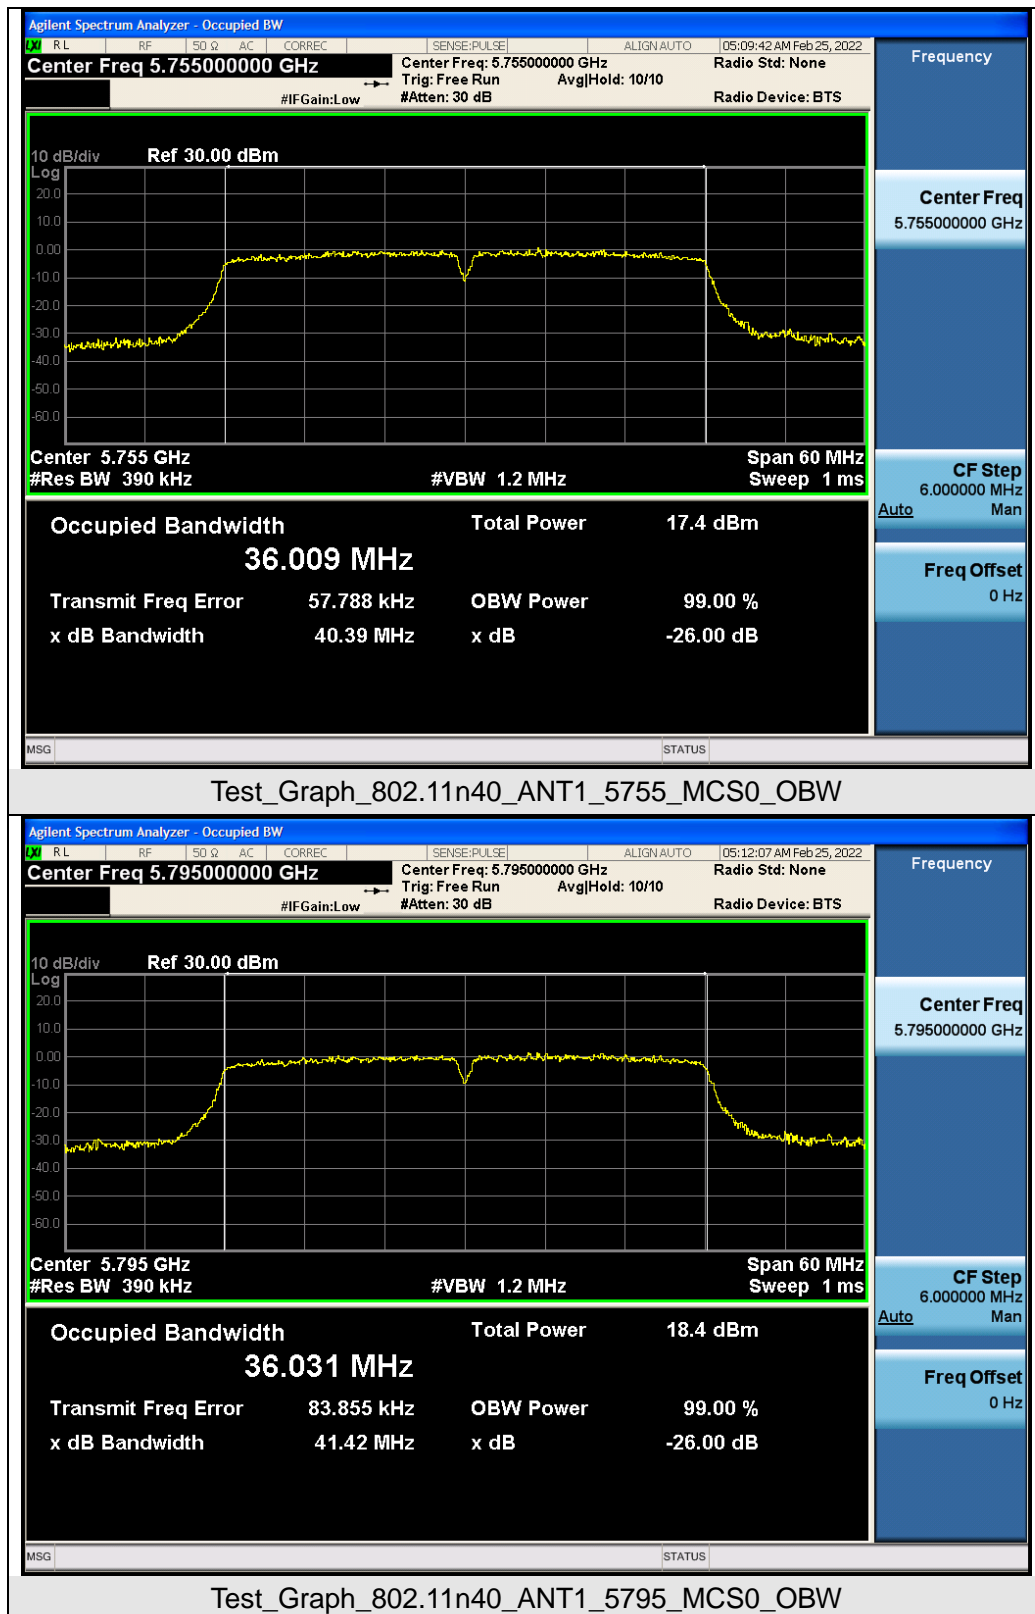 Agilent Spectrum Analyzer - Occupied BW
LXI RL RF 50 Ω AC CORREC SENSE:PULSE ALIGN AUTO 05:09:42 AM Feb 25, 2022
Center Freq 5.755000000 GHz
Center Freq: 5.755000000 GHz
Radio Std: None
Trig: Free Run Avg|Hold: 10/10
#IFGain:Low #Atten: 30 dB Radio Device: BTS
Frequency
10 dB/div Ref 30.00 dBm
Log
20.0
10.0
0.00
-10.0
-20.0
-30.0
-40.0
-50.0
-60.0
Center 5.755 GHz Span 60 MHz
#Res BW 390 kHz #VBW 1.2 MHz Sweep 1 ms
Center Freq
5.755000000 GHz
CF Step
6.000000 MHz
Auto Man
Freq Offset
0 Hz
Occupied Bandwidth Total Power 17.4 dBm
36.009 MHz
Transmit Freq Error 57.788 kHz OBW Power 99.00 %
x dB Bandwidth 40.39 MHz x dB -26.00 dB
MSG STATUS
Test_Graph_802.11n40_ANT1_5755_MCS0_OBW
Agilent Spectrum Analyzer - Occupied BW
LXI RL RF 50 Ω AC CORREC SENSE:PULSE ALIGN AUTO 05:12:07 AM Feb 25, 2022
Center Freq 5.795000000 GHz
Center Freq: 5.795000000 GHz
Radio Std: None
Trig: Free Run Avg|Hold: 10/10
#IFGain:Low #Atten: 30 dB Radio Device: BTS
Frequency
10 dB/div Ref 30.00 dBm
Log
20.0
10.0
0.00
-10.0
-20.0
-30.0
-40.0
-50.0
-60.0
Center 5.795 GHz Span 60 MHz
#Res BW 390 kHz #VBW 1.2 MHz Sweep 1 ms
Center Freq
5.795000000 GHz
CF Step
6.000000 MHz
Auto Man
Freq Offset
0 Hz
Occupied Bandwidth Total Power 18.4 dBm
36.031 MHz
Transmit Freq Error 83.855 kHz OBW Power 99.00 %
x dB Bandwidth 41.42 MHz x dB -26.00 dB
MSG STATUS
Test_Graph_802.11n40_ANT1_5795_MCS0_OBW